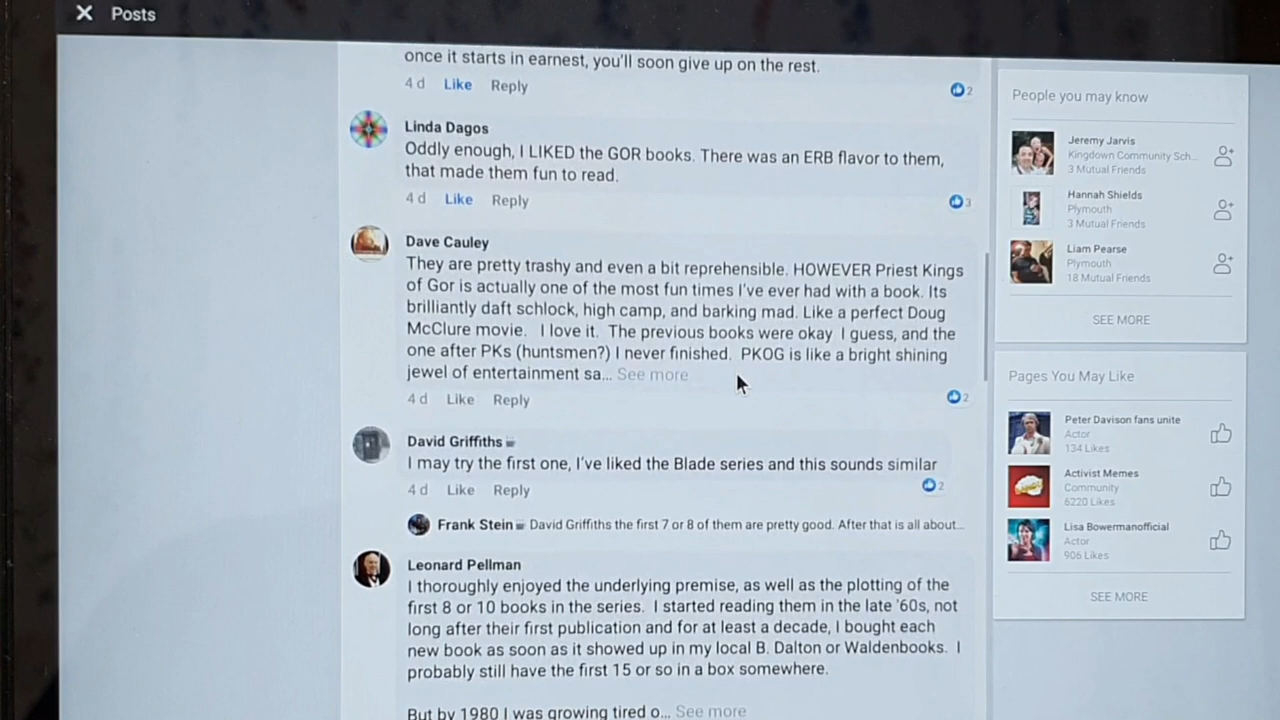 Posts
once it starts in earnest, you'll soon give up on the rest.
4 d Like Reply
2
Linda Dagos
Oddly enough, I LIKED the GOR books. There was an ERB flavor to them,
that made them fun to read.
4 d Like Reply
3
Dave Cauley
They are pretty trashy and even a bit reprehensible. HOWEVER Priest Kings
of Gor is actually one of the most fun times I've ever had with a book. Its
brilliantly daft schlock, high camp, and barking mad. Like a perfect Doug
McClure movie. I love it. The previous books were okay I guess, and the
one after PKs (huntsmen?) I never finished. PKOG is like a bright shining
jewel of entertainment sa... See more
4 d Like Reply
2
David Griffiths
I may try the first one, I've liked the Blade series and this sounds similar
4 d Like Reply
2
Frank Stein David Griffiths the first 7 or 8 of them are pretty good. After that is all about...
Leonard Pellman
I thoroughly enjoyed the underlying premise, as well as the plotting of the
first 8 or 10 books in the series. I started reading them in the late '60s, not
long after their first publication and for at least a decade, I bought each
new book as soon as it showed up in my local B. Dalton or Waldenbooks. I
probably still have the first 15 or so in a box somewhere.
But by 1980 I was growing tired o... See more
People you may know
Jeremy Jarvis
Kingdown Community Sch...
3 Mutual Friends
Hannah Shields
Plymouth
3 Mutual Friends
Liam Pearse
Plymouth
18 Mutual Friends
SEE MORE
Pages You May Like
Peter Davison fans unite
Actor
134 Likes
Activist Memes
Community
6220 Likes
Lisa Bowermanofficial
Actor
906 Likes
SEE MORE